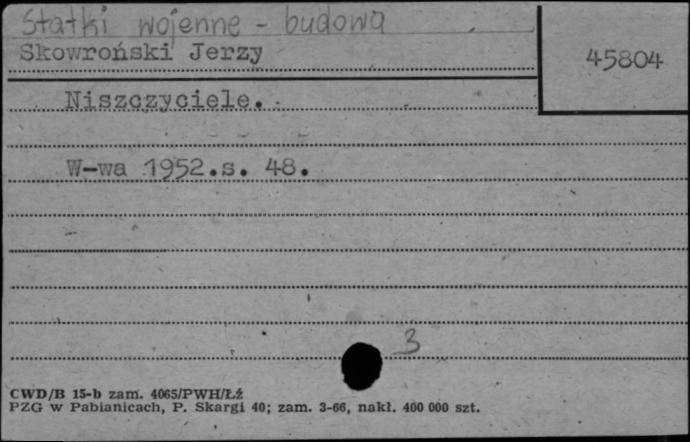 Statki wojenne - budowa
Skowroński Jerzy
45804
Niszczyciele.
W-wa 1952.s. 48.
3
CWD/B 15-b zam. 4065/PWH/Łź
PZG w Pabianicach, P. Skargi 40; zam. 3-66, nakł. 400 000 szt.